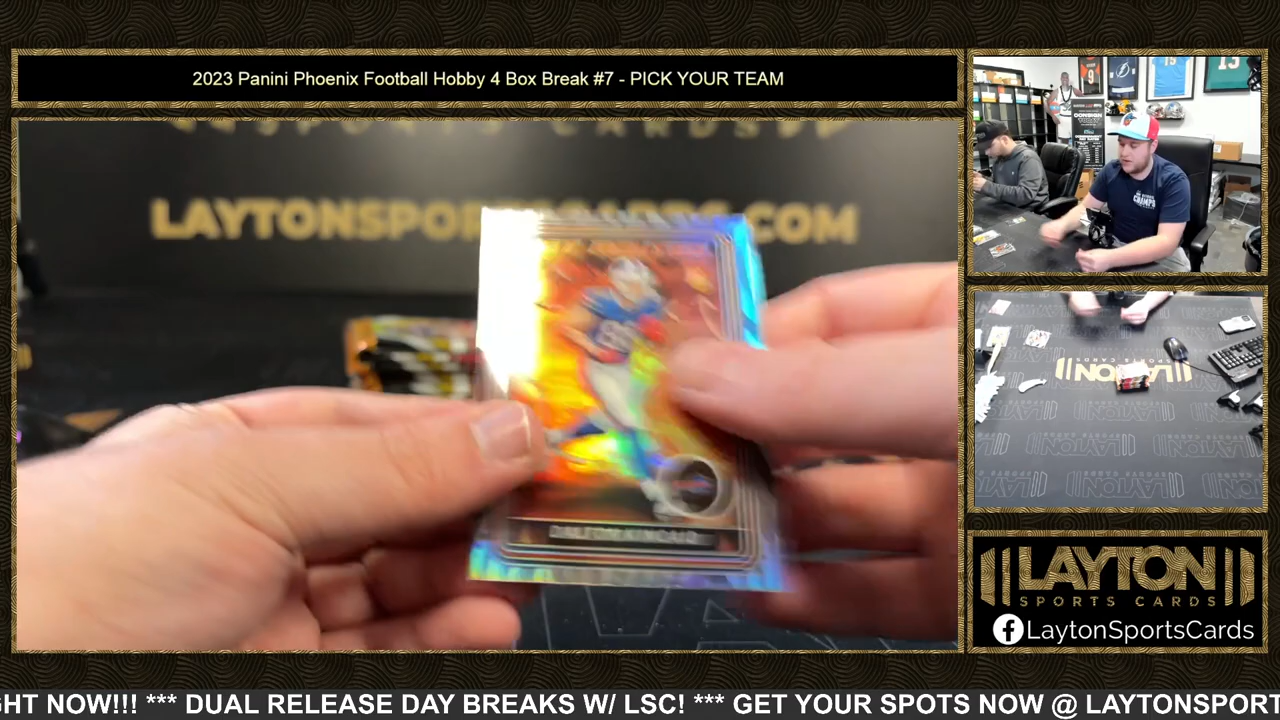 2023 Panini Phoenix Football Hobby 4 Box Break #7 - PICK YOUR TEAM
LAYTONSPORTSCARDS.COM
DALTON KINCAID
LAYTON
SPORTS CARDS
LaytonSportsCards
GHT NOW!!! *** DUAL RELEASE DAY BREAKS W/ LSC! *** GET YOUR SPOTS NOW @ LAYTONSPORT